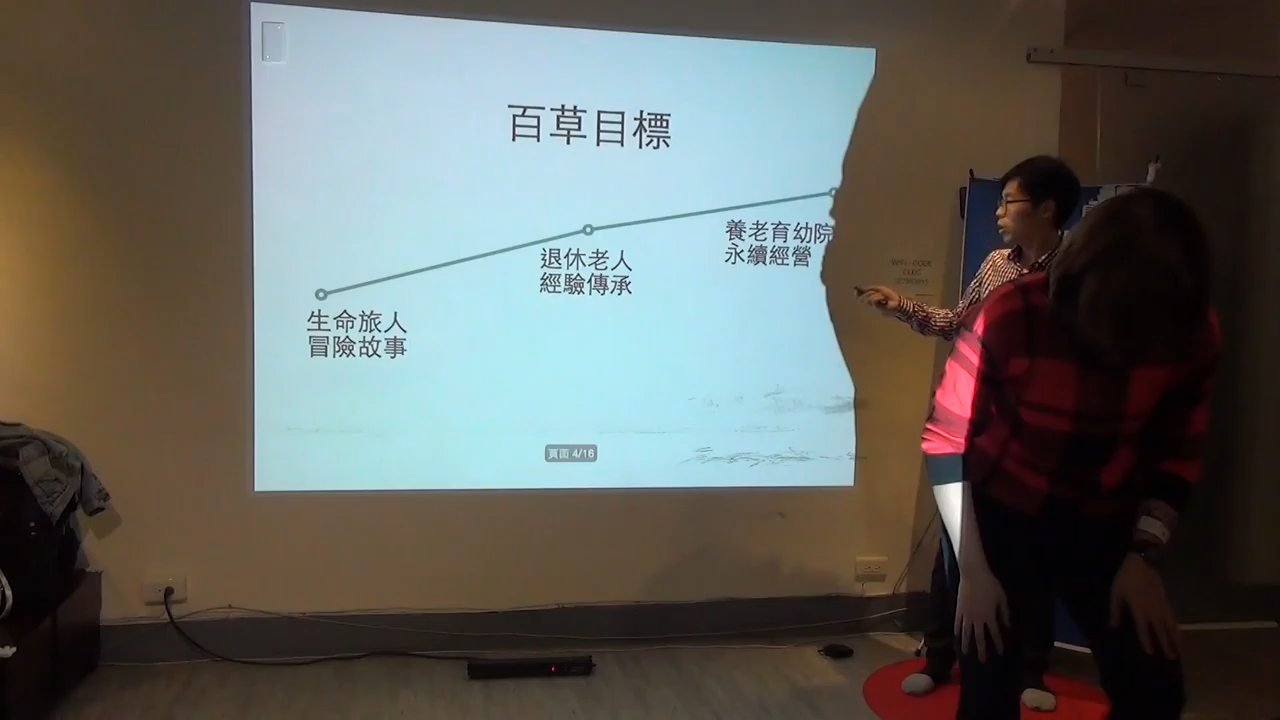 百草目標
生命旅人
冒險故事
退休老人
經驗傳承
養老育幼院
永續經營
頁面 4/16